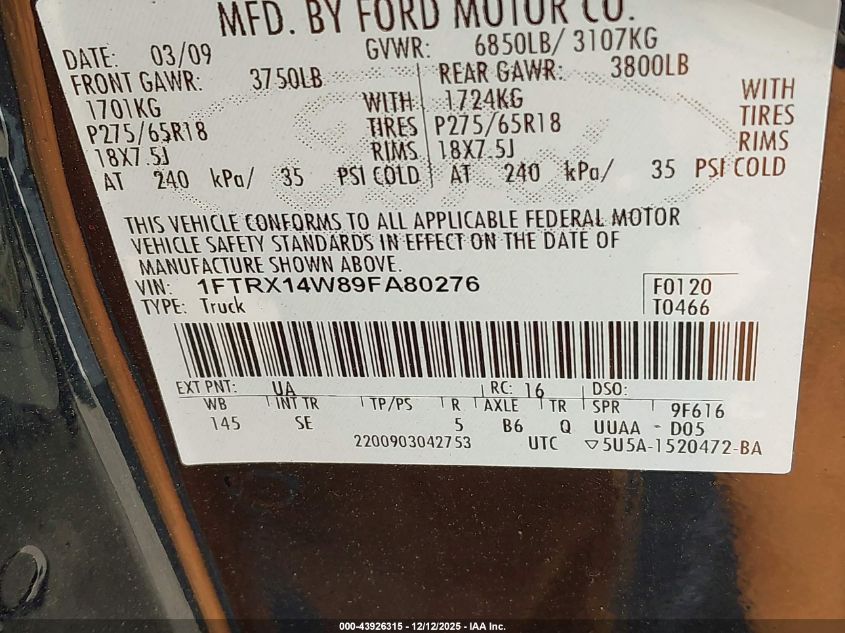 MFD. BY FORD MOTOR CO.
DATE: 03/09 GVWR: 6850LB/ 3107KG
FRONT GAWR: 3750LB REAR GAWR: 3800LB
1701KG WITH 1724KG WITH
P275/65R18 TIRES P275/65R18 TIRES
18X7.5J RIMS 18X7.5J RIMS
AT 240 kPa/ 35 PSI COLD AT 240 kPa/ 35 PSI COLD
THIS VEHICLE CONFORMS TO ALL APPLICABLE FEDERAL MOTOR
VEHICLE SAFETY STANDARDS IN EFFECT ON THE DATE OF
MANUFACTURE SHOWN ABOVE.
VIN: 1FTRX14W89FA80276 F0120
TYPE: Truck T0466
EXT PNT: UA RC: 16 DSO:
WB INT TR TP/PS R AXLE TR SPR 9F616
145 SE 5 B6 Q UUAA - D05
2200903042753 UTC ▽5U5A-1520472-BA
000-43926315 - 12/12/2025 - IAA Inc.